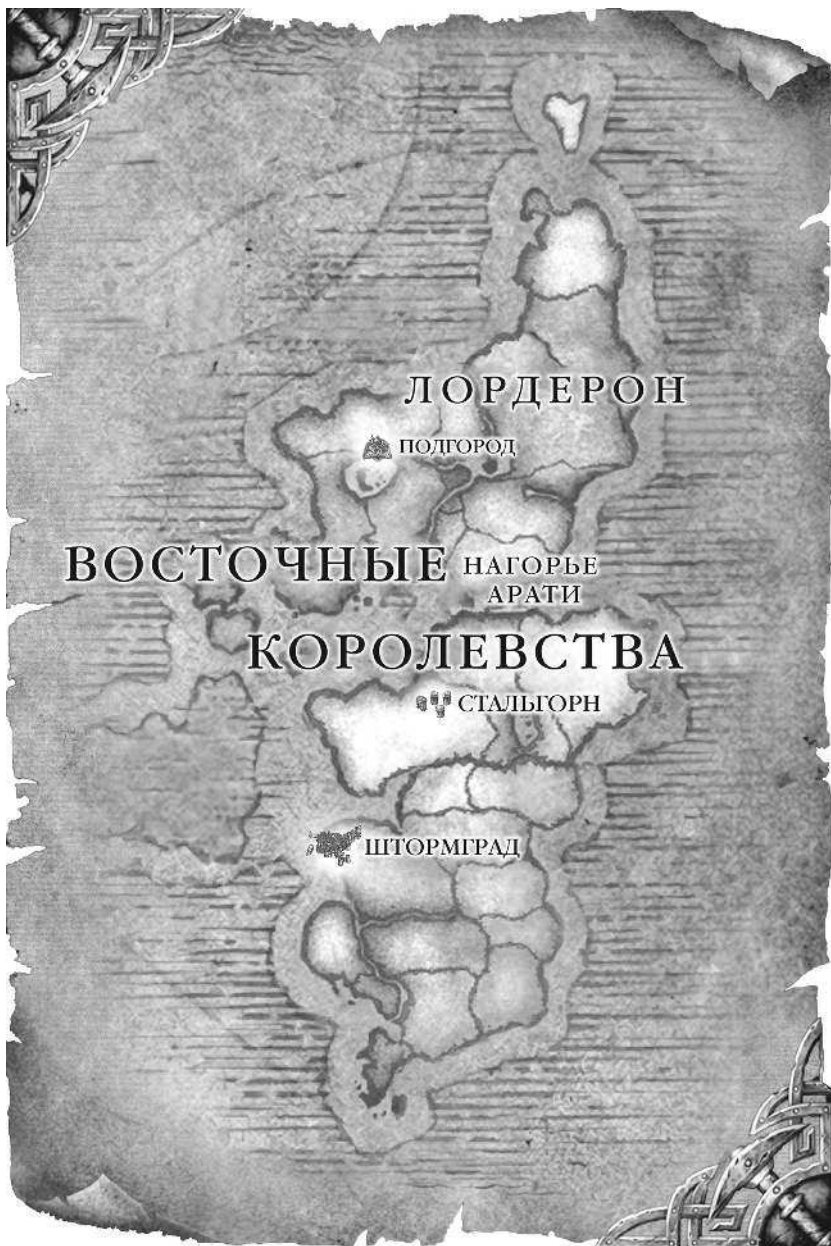 ЛОРДЕРОН
ПОДГОРОД
ВОСТОЧНЫЕ
НАГОРЬЕ
АРАТИ
КОРОЛЕВСТВА
СТАЛЬГОРН
ШТОРМГРАД